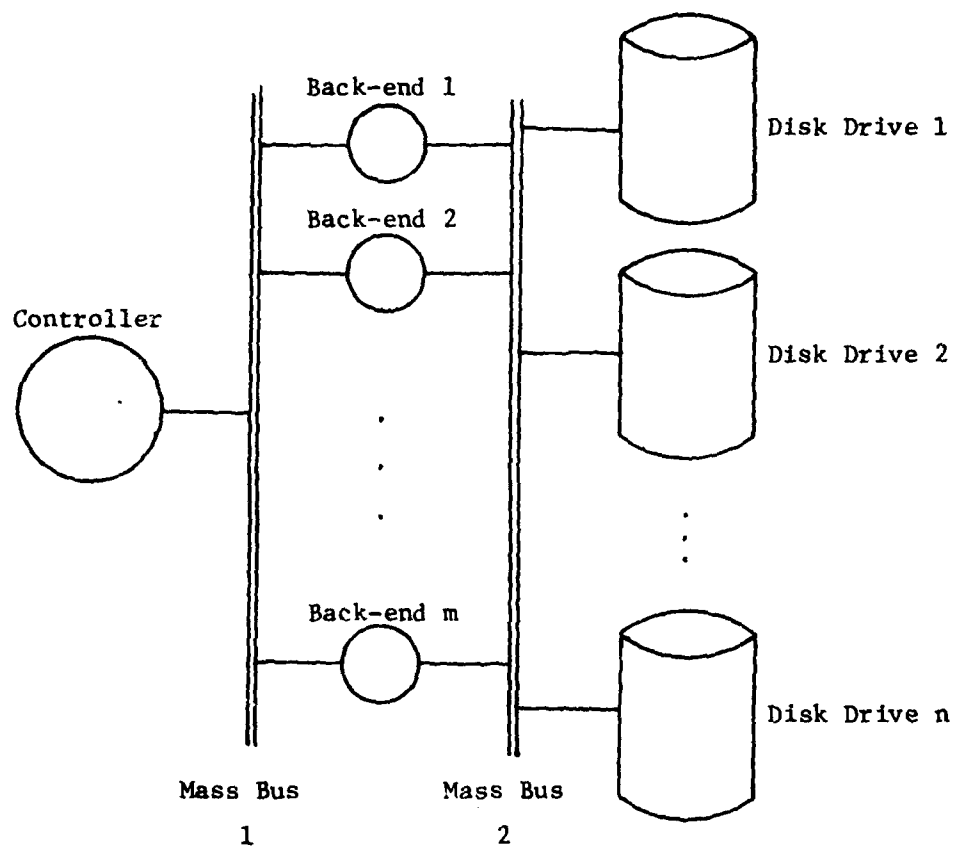 Back-end 1
Disk Drive 1
Back-end 2
Controller
Disk Drive 2
Back-end m
Disk Drive n
Mass Bus
1
Mass Bus
2